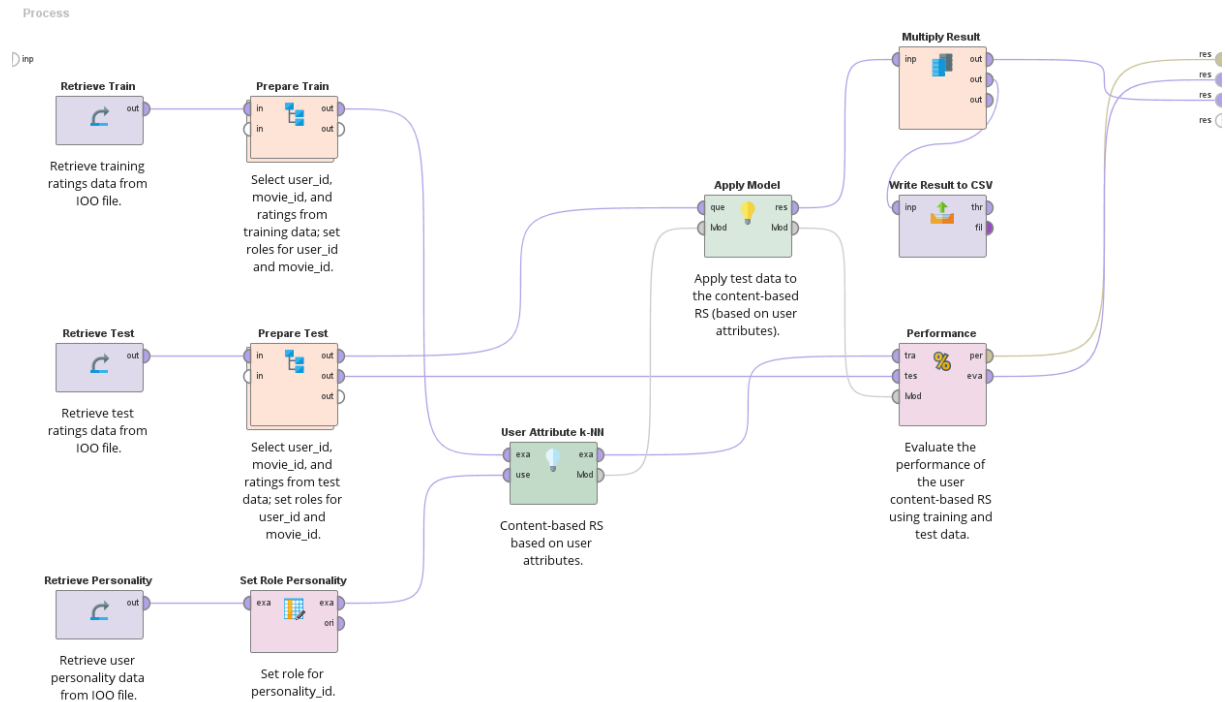 Process
inp
Retrieve Train
out
Retrieve training
ratings data from
IOO file.
Prepare Train
in
out
in
out
Select user_id,
movie_id, and
ratings from
training data; set
roles for user_id
and movie_id.
Retrieve Test
out
Retrieve test
ratings data from
IOO file.
Prepare Test
in
out
in
out
out
Select user_id,
movie_id, and
ratings from test
data; set roles for
user_id and
movie_id.
Retrieve Personality
out
Retrieve user
personality data
from IOO file.
Set Role Personality
exa
exa
ori
Set role for
personality_id.
User Attribute k-NN
exa
exa
use
Mod
Content-based RS
based on user
attributes.
Apply Model
que
res
Mod
Mod
Apply test data to
the content-based
RS (based on user
attributes).
Multiply Result
inp
out
out
out
Write Result to CSV
inp
thr
fil
Performance
tra
per
tes
eva
Mod
Evaluate the
performance of
the user
content-based RS
using training and
test data.
res
res
res
res